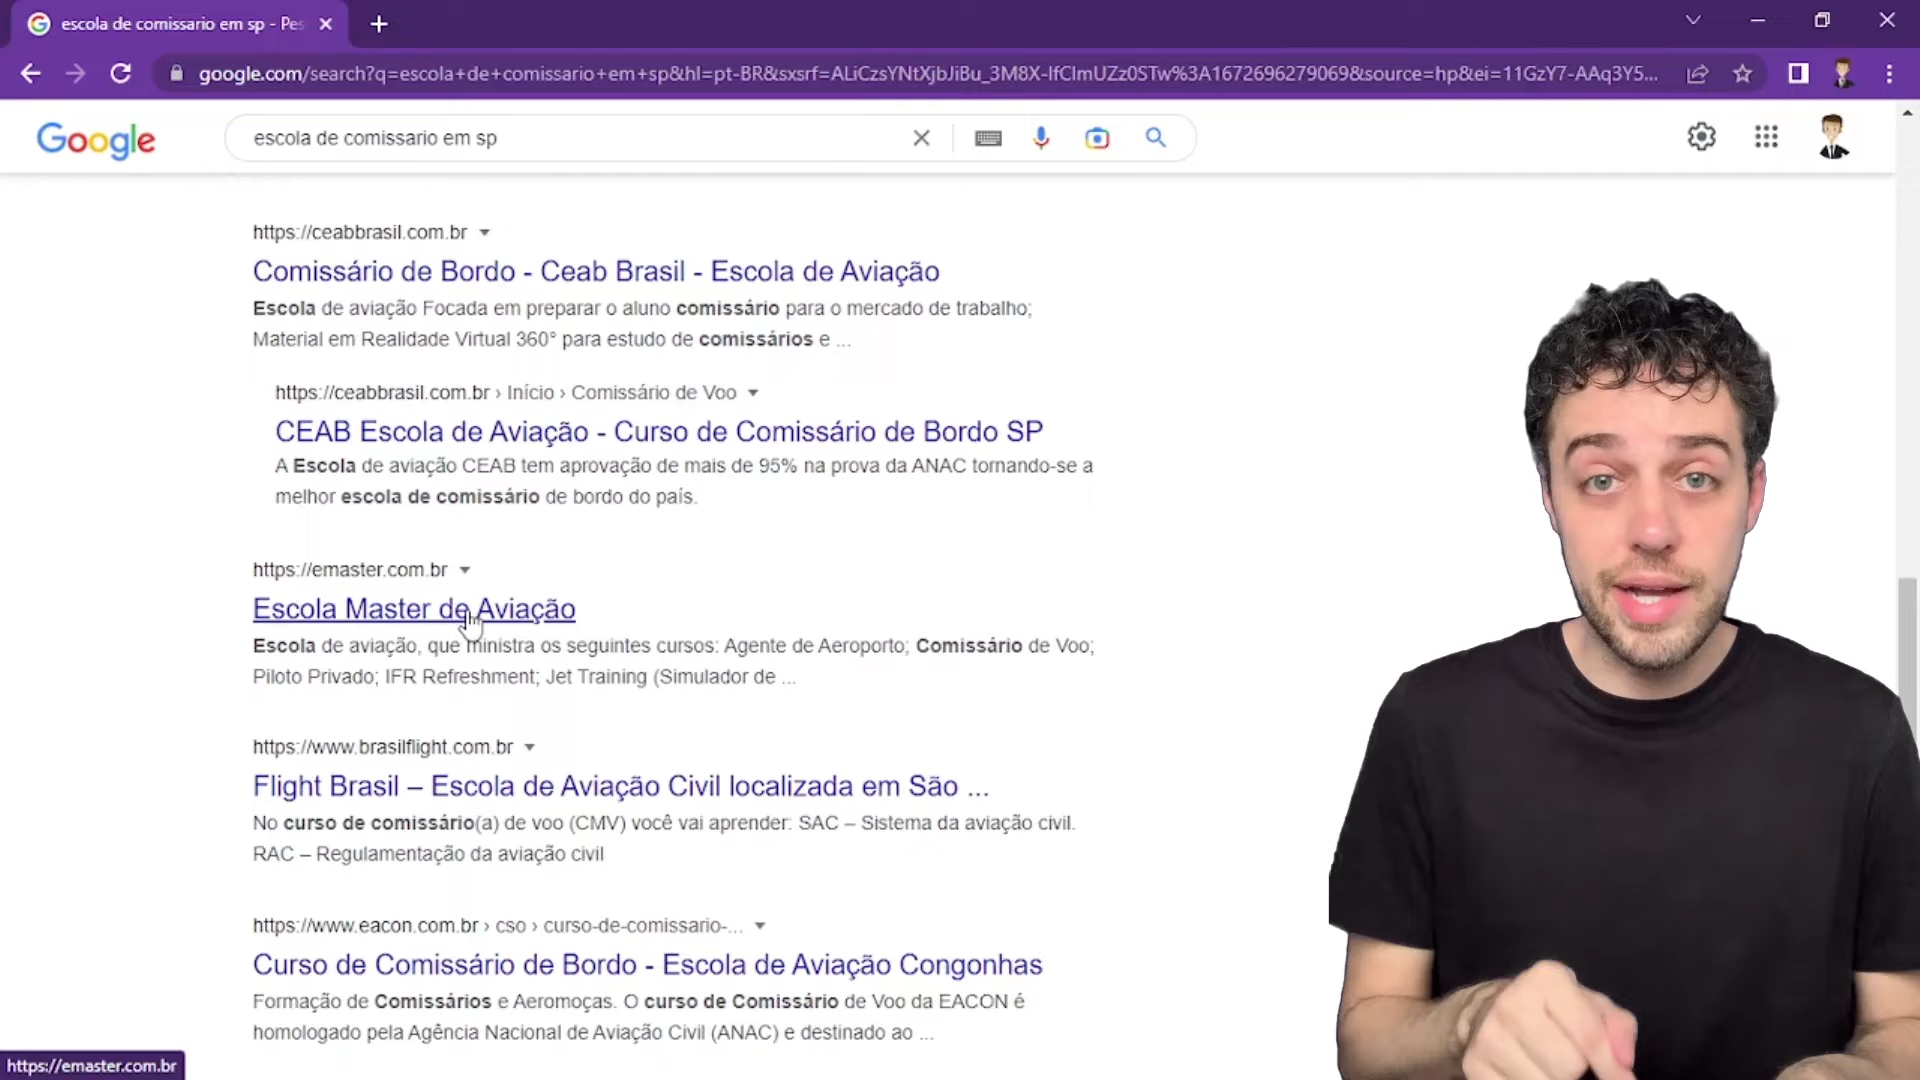 escola de comissario em sp - Pes
google.com/search?q=escola+de+comissario+em+sp&hl=pt-BR&sxsrf=ALiCzsYNtXjbJiBu_3M8X-IfCImUZz0STw%3A1672696279069&source=hp&ei=11GzY7-AAq3Y5...
Google
escola de comissario em sp
https://ceabbrasil.com.br
Comissário de Bordo - Ceab Brasil - Escola de Aviação
Escola de aviação Focada em preparar o aluno comissário para o mercado de trabalho;
Material em Realidade Virtual 360° para estudo de comissários e ...
https://ceabbrasil.com.br › Início › Comissário de Voo
CEAB Escola de Aviação - Curso de Comissário de Bordo SP
A Escola de aviação CEAB tem aprovação de mais de 95% na prova da ANAC tornando-se a
melhor escola de comissário de bordo do país.
https://emaster.com.br
Escola Master de Aviação
Escola de aviação, que ministra os seguintes cursos: Agente de Aeroporto; Comissário de Voo;
Piloto Privado; IFR Refreshment; Jet Training (Simulador de ...
https://www.brasilflight.com.br
Flight Brasil – Escola de Aviação Civil localizada em São ...
No curso de comissário(a) de voo (CMV) você vai aprender: SAC – Sistema da aviação civil.
RAC – Regulamentação da aviação civil
https://www.eacon.com.br › cso › curso-de-comissario-...
Curso de Comissário de Bordo - Escola de Aviação Congonhas
Formação de Comissários e Aeromoças. O curso de Comissário de Voo da EACON é
homologado pela Agência Nacional de Aviação Civil (ANAC) e destinado ao ...
https://emaster.com.br